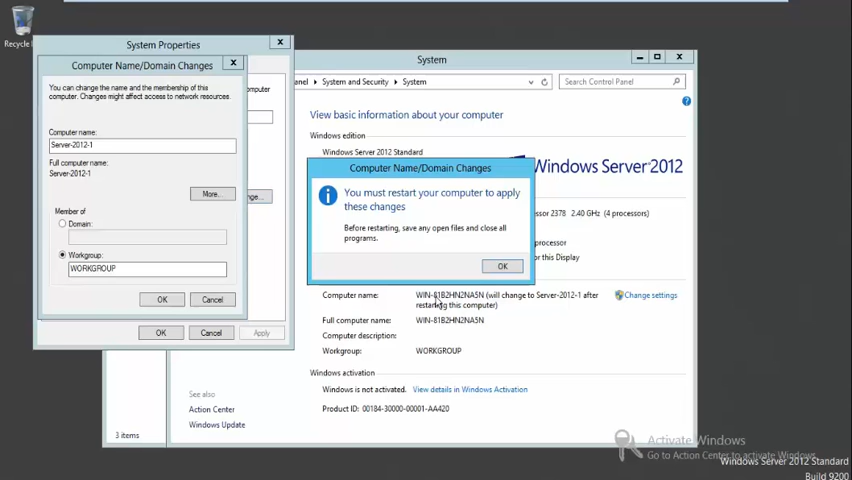 Recycle
System Properties
Computer Name/Domain Changes
You can change the name and the membership of this
computer. Changes might affect access to network resources.
Computer name:
Server-2012-1
Full computer name:
Server-2012-1
More...
Member of
Domain:
Workgroup:
WORKGROUP
OK
Cancel
omputer
nge...
OK
Cancel
Apply
System
anel
System and Security
System
Search Control Panel
View basic information about your computer
Windows edition
Windows Server 2012 Standard
Windows Server 2012
Computer Name/Domain Changes
You must restart your computer to apply
these changes
Before restarting, save any open files and close all
programs.
OK
ocessor 2378 2.40 GHz (4 processors)
ocessor
for this Display
Computer name:
WIN-81B2HN2NA5N (will change to Server-2012-1 after
restarting this computer)
Change settings
Full computer name:
WIN-81B2HN2NA5N
Computer description:
Workgroup:
WORKGROUP
Windows activation
Windows is not activated. View details in Windows Activation
Product ID: 00184-30000-00001-AA420
See also
Action Center
Windows Update
3 items
Activate Windows
Go to Action Center to activate Windows.
Windows Server 2012 Standard
Build 9200